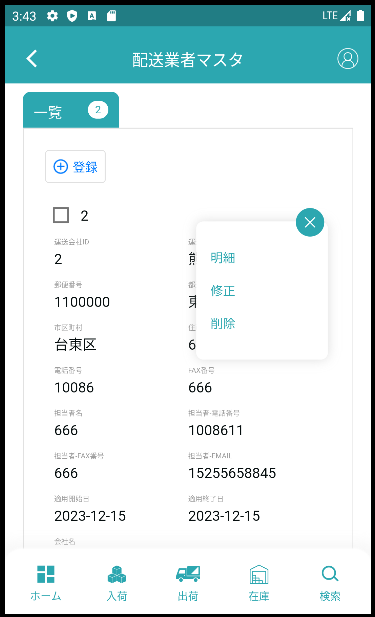 3:43 LTE
配送業者マスタ
一覧 2
登録
2
運送会社ID
2
明細
郵便番号
1100000
修正
市区町村
台東区
削除
電話番号 FAX番号
10086 666
担当者名 担当者-電話番号
666 1008611
担当者-FAX番号 担当者-EMAIL
666 15255658845
適用開始日 適用終了日
2023-12-15 2023-12-15
会社名
ホーム 入荷 出荷 在庫 検索